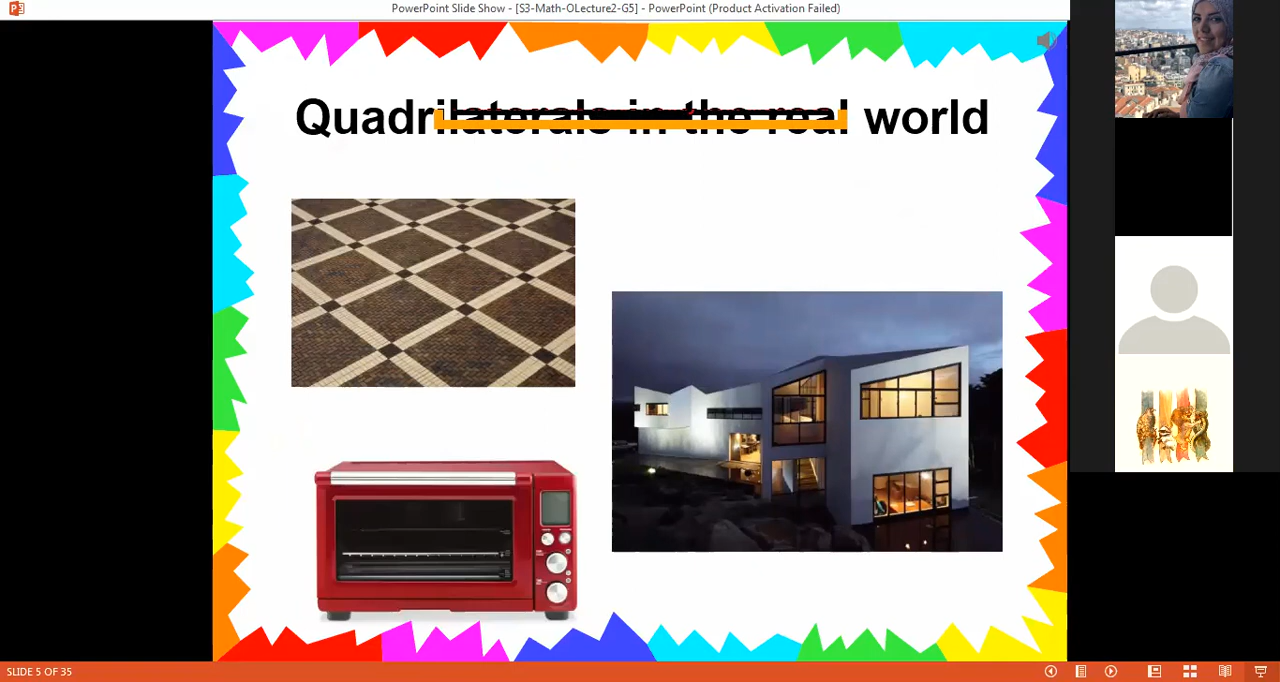 PowerPoint Slide Show - [S3-Math-OLecture2-G5] - PowerPoint (Product Activation Failed)
Quadrilaterals in the real world
SLIDE 5 OF 35